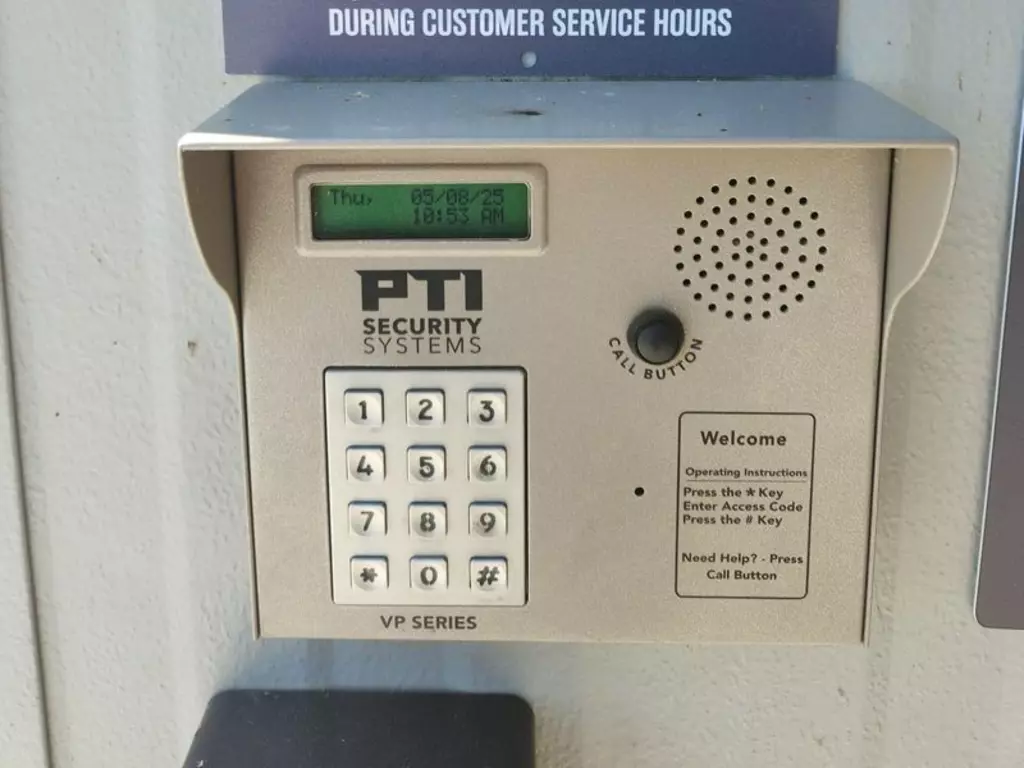 DURING CUSTOMER SERVICE HOURS
Thu, 05/08/25
10:53 AM
PTI
SECURITY
SYSTEMS
CALL BUTTON
1 2 3
4 5 6
7 8 9
* 0 #
VP SERIES
Welcome
Operating Instructions
Press the * Key
Enter Access Code
Press the # Key
Need Help? - Press
Call Button